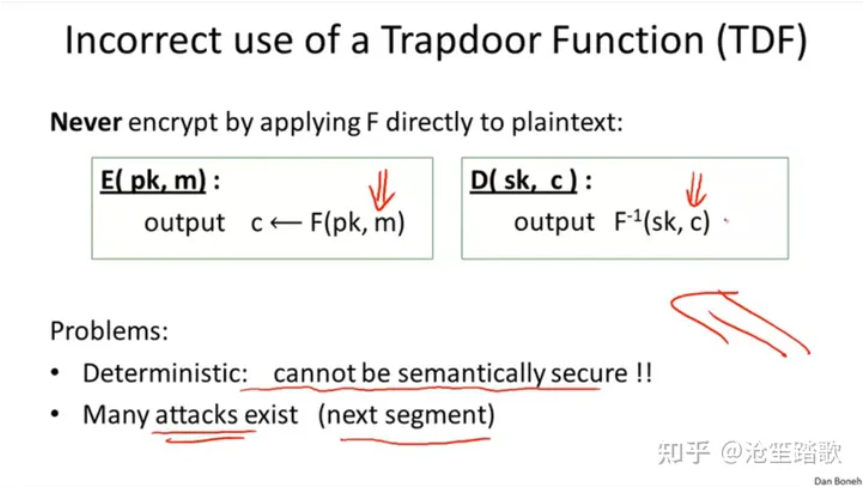 Incorrect use of a Trapdoor Function (TDF)
Never encrypt by applying F directly to plaintext:
E( pk, m) :
output c ⟵ F(pk, m)
D( sk, c ) :
output F⁻¹(sk, c)
Problems:
• Deterministic: cannot be semantically secure !!
• Many attacks exist (next segment)
知乎 @沧笙踏歌
Dan Boneh